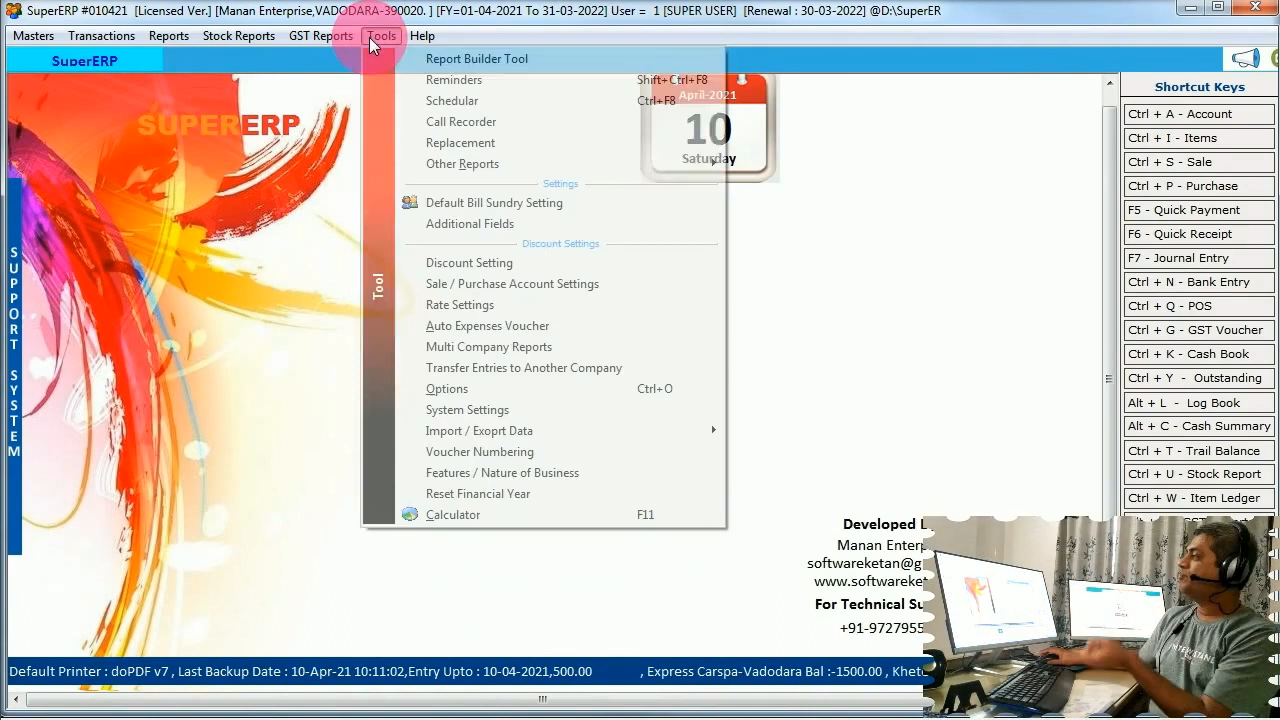 SuperERP #010421 [Licensed Ver.] [Manan Enterprise,VADODARA-390020. ] [FY=01-04-2021 To 31-03-2022] User = 1 [SUPER USER] [Renewal : 30-03-2022] @D:\SuperER
Masters Transactions Reports Stock Reports GST Reports Tools Help
SuperERP
SUPERERP
SUPPORT SYSTEM
Tool
Report Builder Tool
Reminders Shift+Ctrl+F8
Schedular Ctrl+F8
Call Recorder
Replacement
Other Reports
Settings
Default Bill Sundry Setting
Additional Fields
Discount Settings
Discount Setting
Sale / Purchase Account Settings
Rate Settings
Auto Expenses Voucher
Multi Company Reports
Transfer Entries to Another Company
Options Ctrl+O
System Settings
Import / Exoprt Data
Voucher Numbering
Features / Nature of Business
Reset Financial Year
Calculator F11
April-2021
10
Saturday
Shortcut Keys
Ctrl + A - Account
Ctrl + I - Items
Ctrl + S - Sale
Ctrl + P - Purchase
F5 - Quick Payment
F6 - Quick Receipt
F7 - Journal Entry
Ctrl + N - Bank Entry
Ctrl + Q - POS
Ctrl + G - GST Voucher
Ctrl + K - Cash Book
Ctrl + Y - Outstanding
Alt + L - Log Book
Alt + C - Cash Summary
Ctrl + T - Trail Balance
Ctrl + U - Stock Report
Ctrl + W - Item Ledger
Developed
Manan Enterp
softwareketan@g
www.softwareket
For Technical Su
+91-9727955
Default Printer : doPDF v7 , Last Backup Date : 10-Apr-21 10:11:02,Entry Upto : 10-04-2021,500.00 , Express Carspa-Vadodara Bal :-1500.00 , Khet